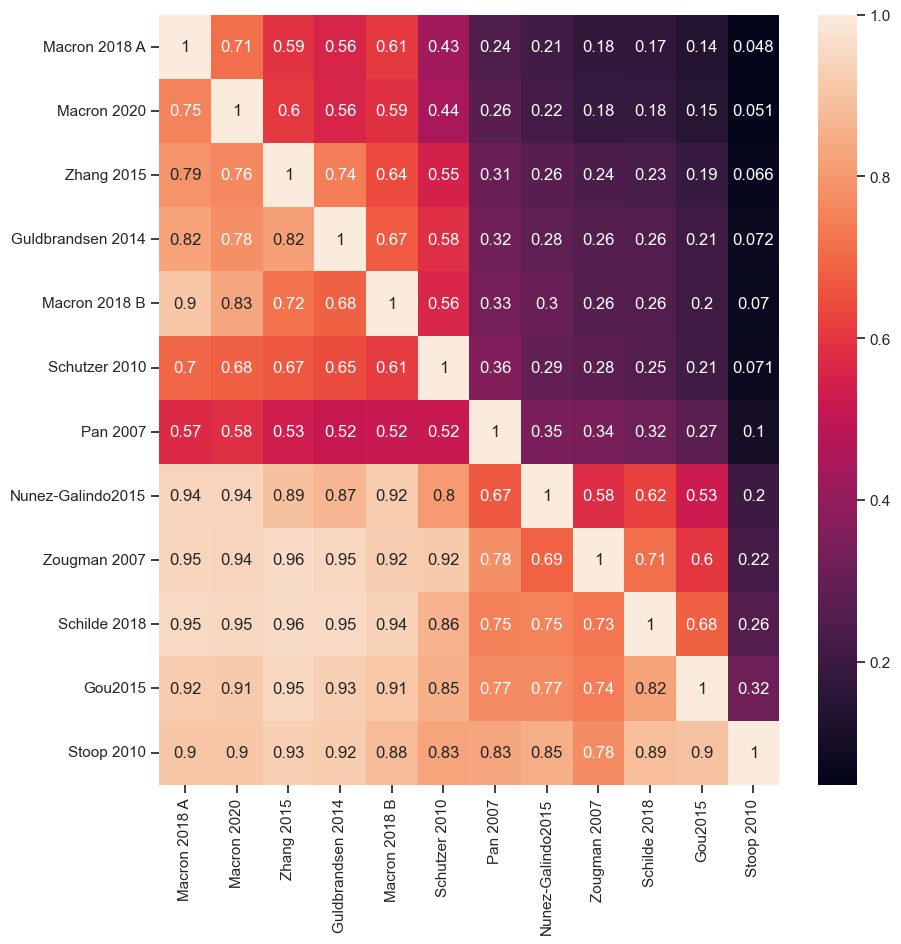 Macron 2018 A 1 0.71 0.59 0.56 0.61 0.43 0.24 0.21 0.18 0.17 0.14 0.048
Macron 2020 0.75 1 0.6 0.56 0.59 0.44 0.26 0.22 0.18 0.18 0.15 0.051
Zhang 2015 0.79 0.76 1 0.74 0.64 0.55 0.31 0.26 0.24 0.23 0.19 0.066
Guldbrandsen 2014 0.82 0.78 0.82 1 0.67 0.58 0.32 0.28 0.26 0.26 0.21 0.072
Macron 2018 B 0.9 0.83 0.72 0.68 1 0.56 0.33 0.3 0.26 0.26 0.2 0.07
Schutzer 2010 0.7 0.68 0.67 0.65 0.61 1 0.36 0.29 0.28 0.25 0.21 0.071
Pan 2007 0.57 0.58 0.53 0.52 0.52 0.52 1 0.35 0.34 0.32 0.27 0.1
Nunez-Galindo2015 0.94 0.94 0.89 0.87 0.92 0.8 0.67 1 0.58 0.62 0.53 0.2
Zougman 2007 0.95 0.94 0.96 0.95 0.92 0.92 0.78 0.69 1 0.71 0.6 0.22
Schilde 2018 0.95 0.95 0.96 0.95 0.94 0.86 0.75 0.75 0.73 1 0.68 0.26
Gou2015 0.92 0.91 0.95 0.93 0.91 0.85 0.77 0.77 0.74 0.82 1 0.32
Stoop 2010 0.9 0.9 0.93 0.92 0.88 0.83 0.83 0.85 0.78 0.89 0.9 1
Macron 2018 A
Macron 2020
Zhang 2015
Guldbrandsen 2014
Macron 2018 B
Schutzer 2010
Pan 2007
Nunez-Galindo2015
Zougman 2007
Schilde 2018
Gou2015
Stoop 2010
1.0
0.8
0.6
0.4
0.2